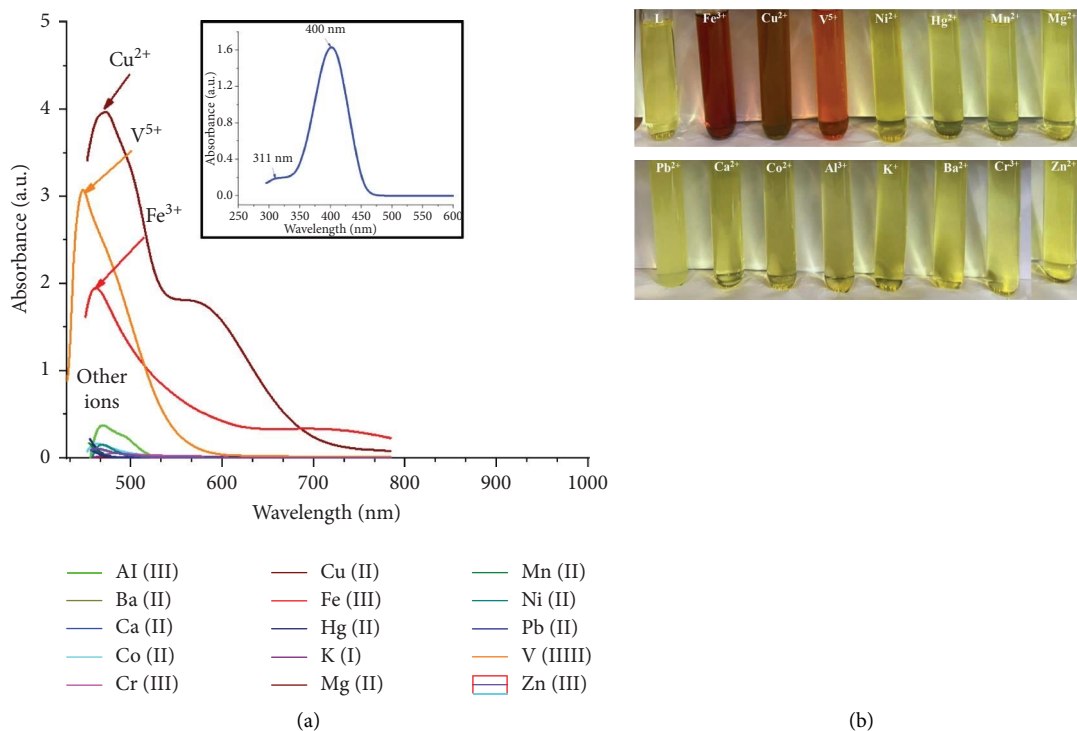 5
4
3
2
1
0
Absorbance (a.u.)
Cu2+
V5+
Fe3+
Other
ions
500
600
700
800
900
1000
Wavelength (nm)
400 nm
311 nm
1.6
1.2
0.8
0.4
0.0
Absorbance (a.u.)
250 300 350 400 450 500 550 600
Wavelength (nm)
AI (III)
Ba (II)
Ca (II)
Co (II)
Cr (III)
Cu (II)
Fe (III)
Hg (II)
K (I)
Mg (II)
Mn (II)
Ni (II)
Pb (II)
V (IIIII)
Zn (III)
(a)
L Fe3+ Cu2+ V5+ Ni2+ Hg2+ Mn2+ Mg2+
Pb2+ Ca2+ Co2+ Al3+ K+ Ba2+ Cr3+ Zn2+
(b)